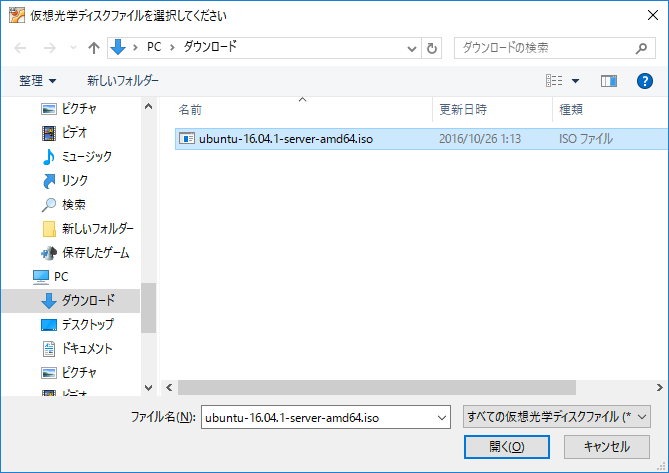 仮想光学ディスクファイルを選択してください
PC
ダウンロード
ダウンロードの検索
整理
新しいフォルダー
名前
更新日時
種類
ubuntu-16.04.1-server-amd64.iso
2016/10/26 1:13
ISO ファイル
ピクチャ
ビデオ
ミュージック
リンク
検索
新しいフォルダー
保存したゲーム
PC
ダウンロード
デスクトップ
ドキュメント
ピクチャ
ビデオ
ファイル名(N):
ubuntu-16.04.1-server-amd64.iso
すべての仮想光学ディスクファイル (*
開く(O)
キャンセル